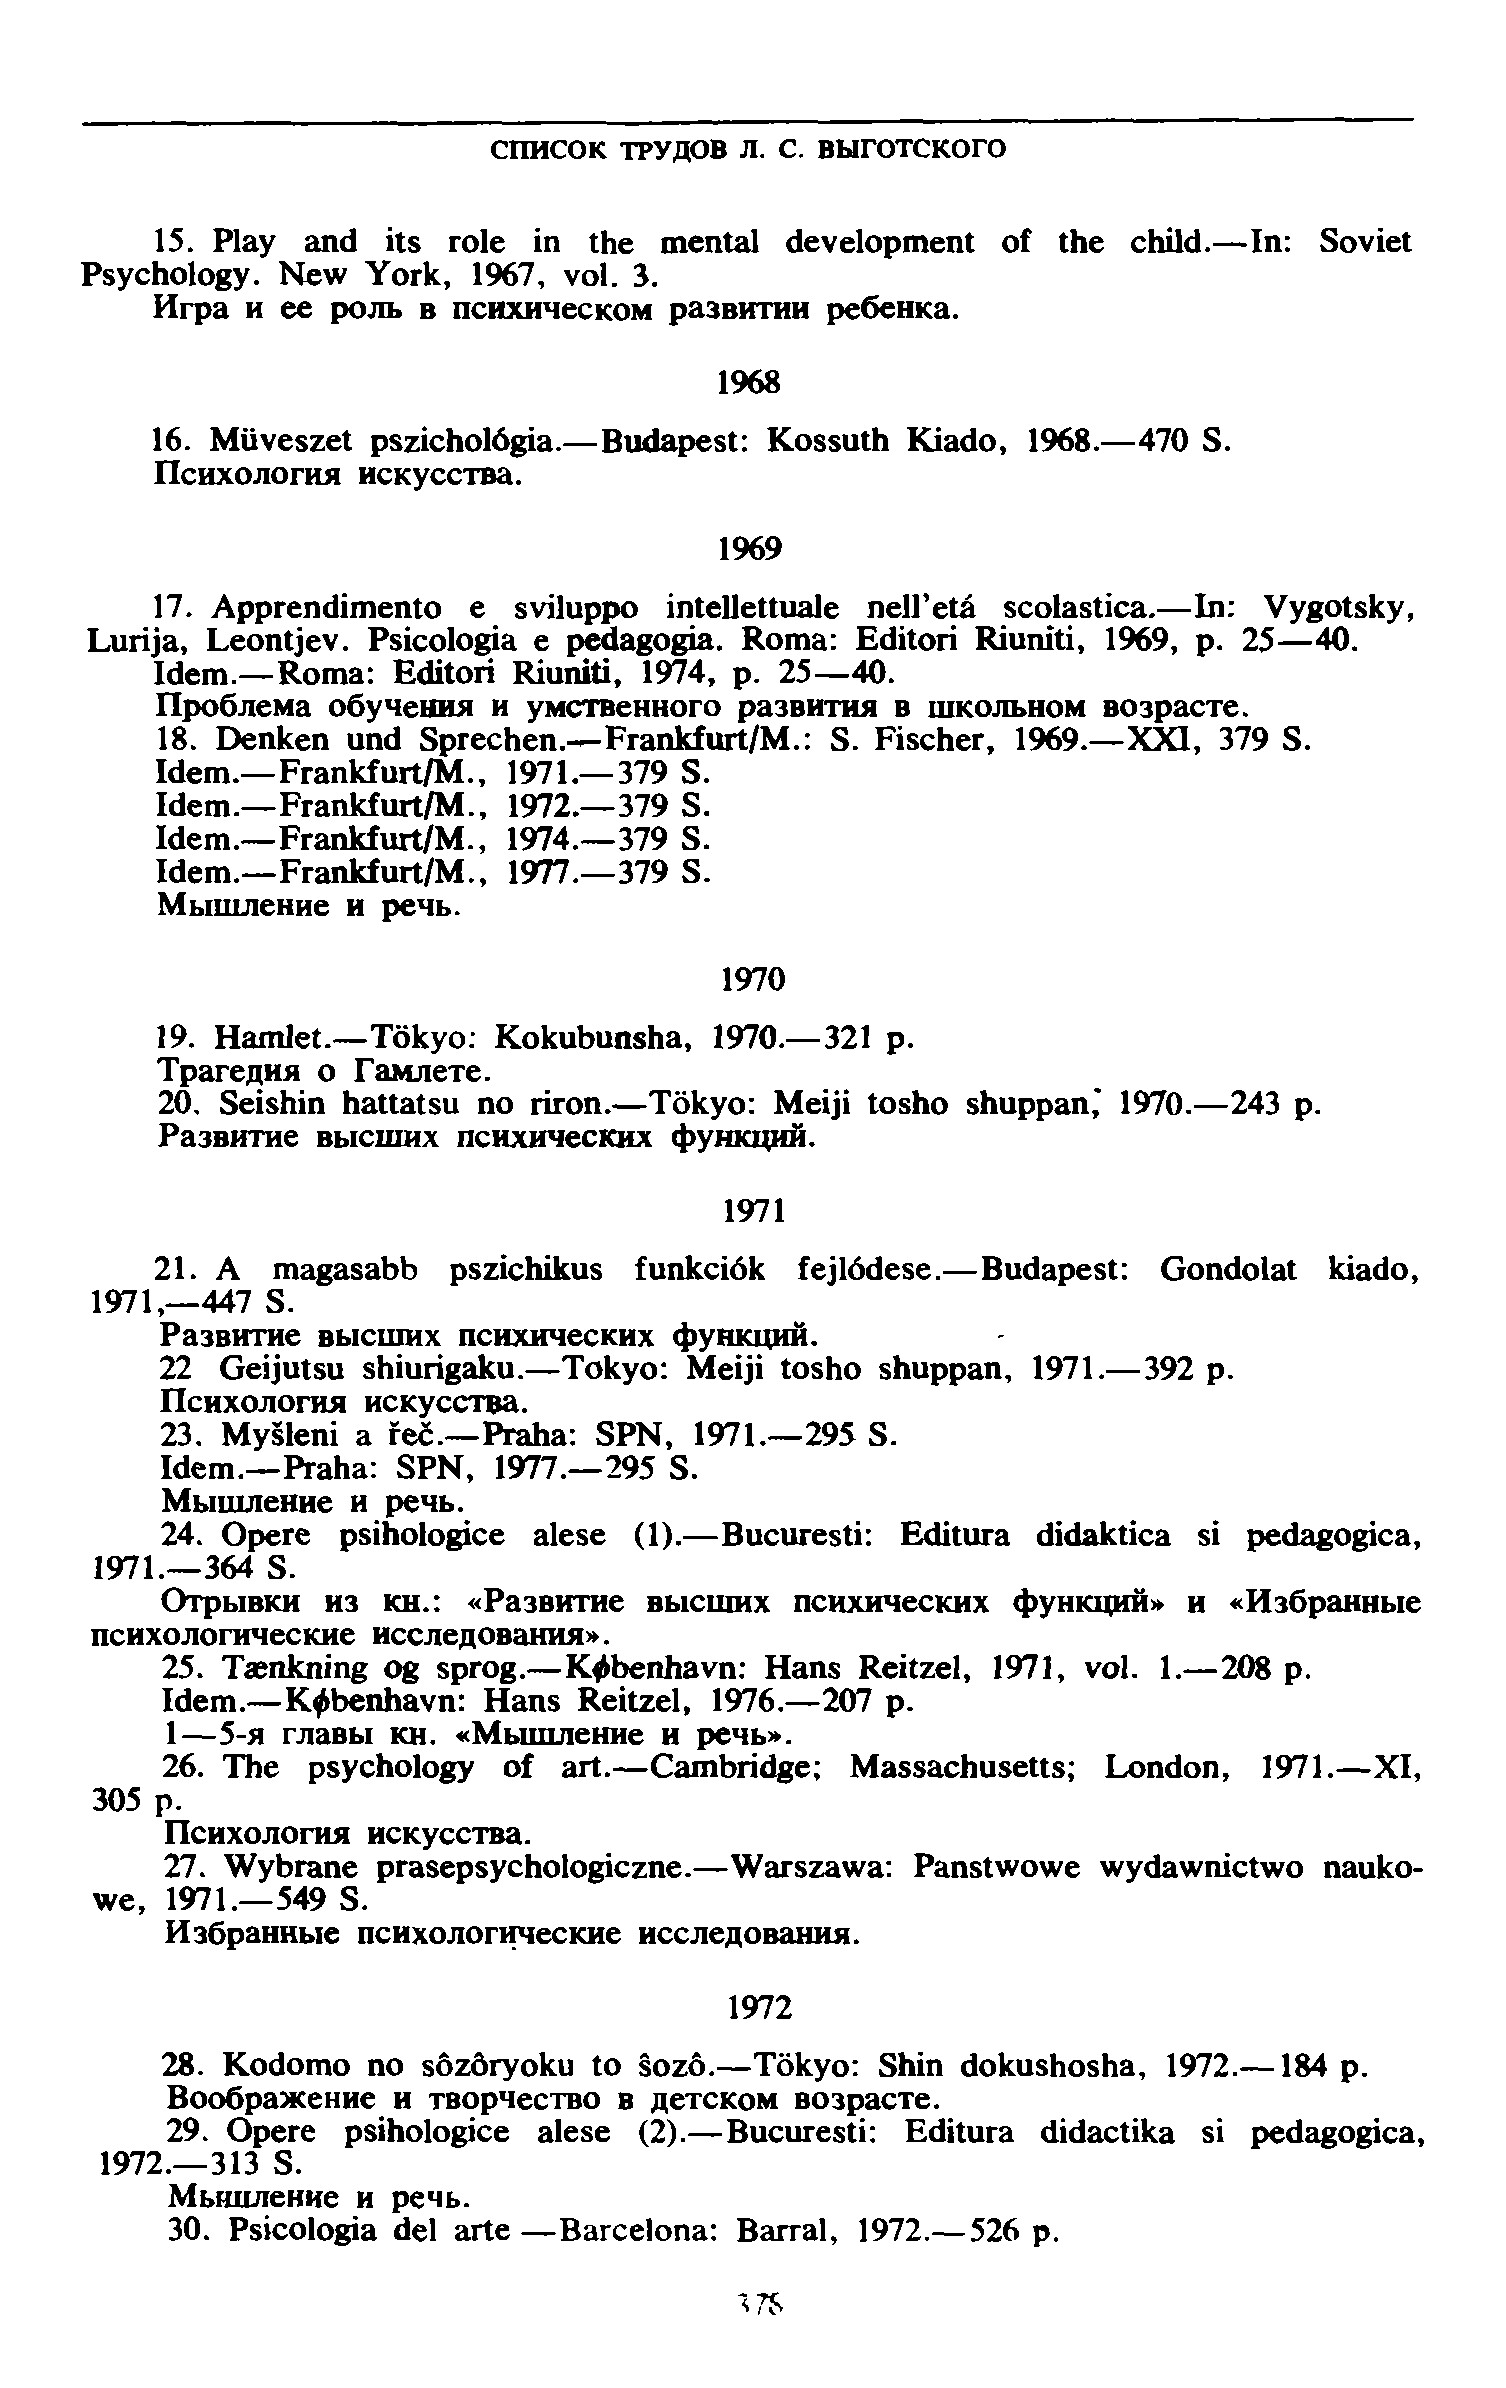 СПИСОК ТРУДОВ Л. С. ВЫГОТСКОГО
15. Play and its role in the mental development of the child.—In: Soviet
Psychology. New York, 1967, vol. 3.
Игра и ее роль в психическом развитии ребенка.
1968
16. Müveszet pszichológia.—Budapest: Kossuth Kiado, 1968.—470 S.
Психология искусства.
1969
17. Apprendimento e sviluppo intellettuale nell'etá scolastica.—In: Vygotsky,
Lurija, Leontjev. Psicologia e pedagogia. Roma: Editori Riuniti, 1969, p. 25—40.
Idem.—Roma: Editori Riuniti, 1974, p. 25—40.
Проблема обучения и умственного развития в школьном возрасте.
18. Denken und Sprechen.—Frankfurt/M.: S. Fischer, 1969.—XXI, 379 S.
Idem.—Frankfurt/M., 1971.—379 S.
Idem.—Frankfurt/M., 1972.—379 S.
Idem.—Frankfurt/M., 1974.—379 S.
Idem.—Frankfurt/M., 1977.—379 S.
Мышление и речь.
1970
19. Hamlet.—Tökyo: Kokubunsha, 1970.—321 p.
Трагедия о Гамлете.
20. Seishin hattatsu no riron.—Tökyo: Meiji tosho shuppan, 1970.—243 p.
Развитие высших психических функций.
1971
21. A magasabb pszichikus funkciók fejlódese.—Budapest: Gondolat kiado,
1971,—447 S.
Развитие высших психических функций.
22 Geijutsu shiurigaku.—Tokyo: Meiji tosho shuppan, 1971.—392 p.
Психология искусства.
23. Myšleni a řeč.—Praha: SPN, 1971.—295 S.
Idem.—Praha: SPN, 1977.—295 S.
Мышление и речь.
24. Opere psihologice alese (1).—Bucuresti: Editura didaktica si pedagogica,
1971.—364 S.
Отрывки из кн.: «Развитие высших психических функций» и «Избранные
психологические исследования».
25. Tænkning og sprog.—København: Hans Reitzel, 1971, vol. 1.—208 p.
Idem.—København: Hans Reitzel, 1976.—207 p.
1—5-я главы кн. «Мышление и речь».
26. The psychology of art.—Cambridge; Massachusetts; London, 1971.—XI,
305 p.
Психология искусства.
27. Wybrane prasepsychologiczne.—Warszawa: Panstwowe wydawnictwo nauko-
we, 1971.—549 S.
Избранные психологические исследования.
1972
28. Kodomo no sôzôryoku to ŝozô.—Tökyo: Shin dokushosha, 1972.—184 p.
Воображение и творчество в детском возрасте.
29. Opere psihologice alese (2).—Bucuresti: Editura didactika si pedagogica,
1972.—313 S.
Мышление и речь.
30. Psicologia del arte —Barcelona: Barral, 1972.—526 p.